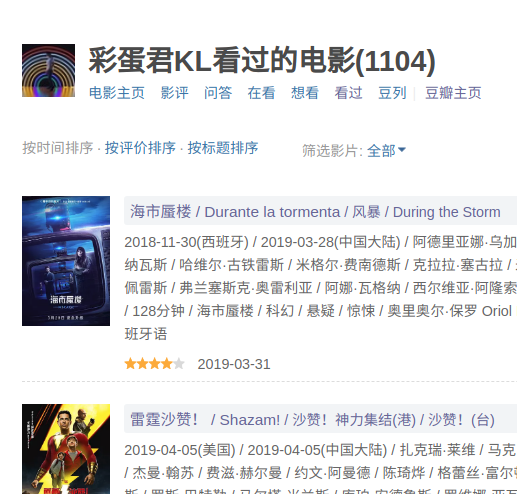 彩蛋君KL看过的电影(1104)
电影主页 影评 问答 在看 想看 看过 豆列 豆瓣主页
按时间排序 · 按评价排序 · 按标题排序 筛选影片: 全部
海市蜃楼 / Durante la tormenta / 风暴 / During the Storm
2018-11-30(西班牙) / 2019-03-28(中国大陆) / 阿德里亚娜·乌加
纳瓦斯 / 哈维尔·古铁雷斯 / 米格尔·费南德斯 / 克拉拉·塞古拉 /
佩雷斯 / 弗兰塞斯克·奥雷利亚 / 阿娜·瓦格纳 / 西尔维亚·阿隆索
/ 128分钟 / 海市蜃楼 / 科幻 / 悬疑 / 惊悚 / 奥里奥尔·保罗 Oriol
班牙语
海市蜃楼
2019-03-31
雷霆沙赞！ / Shazam! / 沙赞！神力集结(港) / 沙赞！(台)
2019-04-05(美国) / 2019-04-05(中国大陆) / 扎克瑞·莱维 / 马克
/ 杰曼·翰苏 / 费滋·赫尔曼 / 约文·阿曼德 / 陈琦烨 / 格蕾丝·富尔